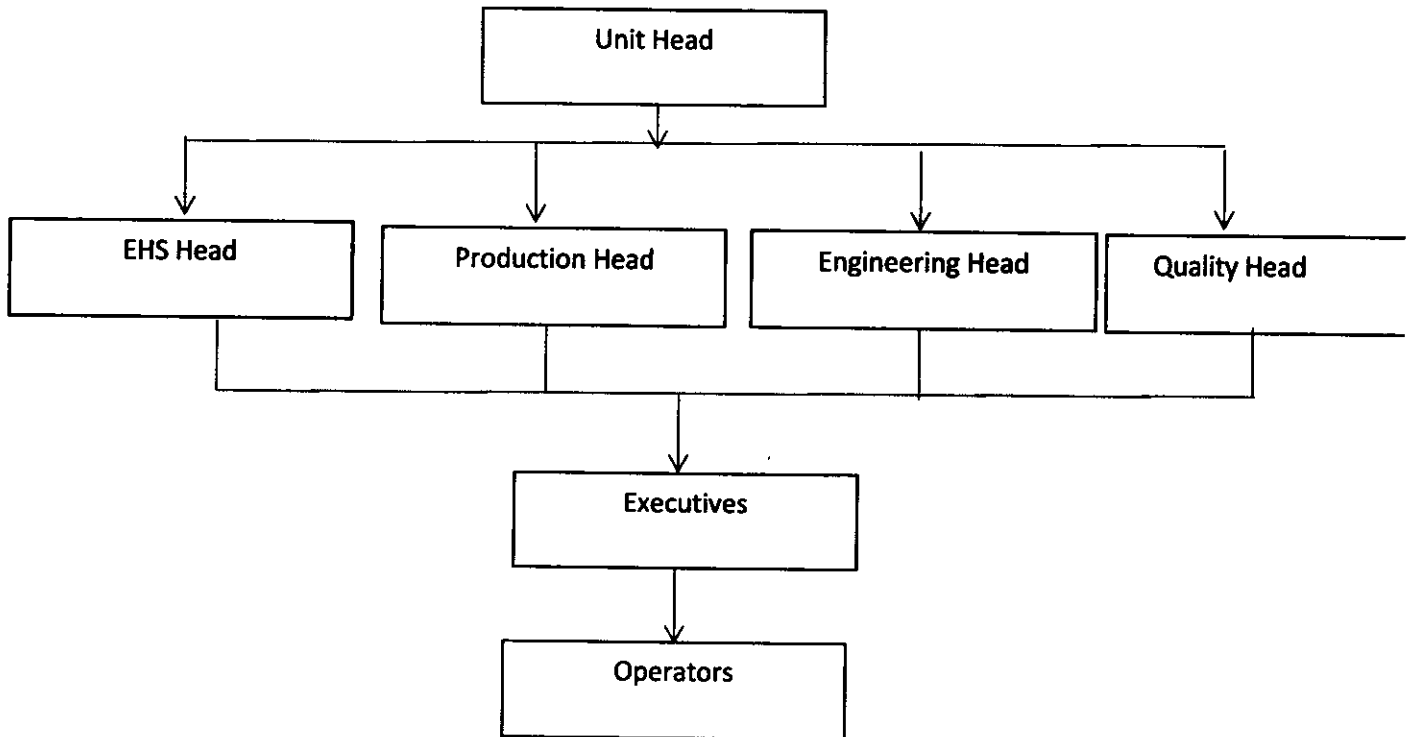 Unit Head
EHS Head
Production Head
Engineering Head
Quality Head
Executives
Operators